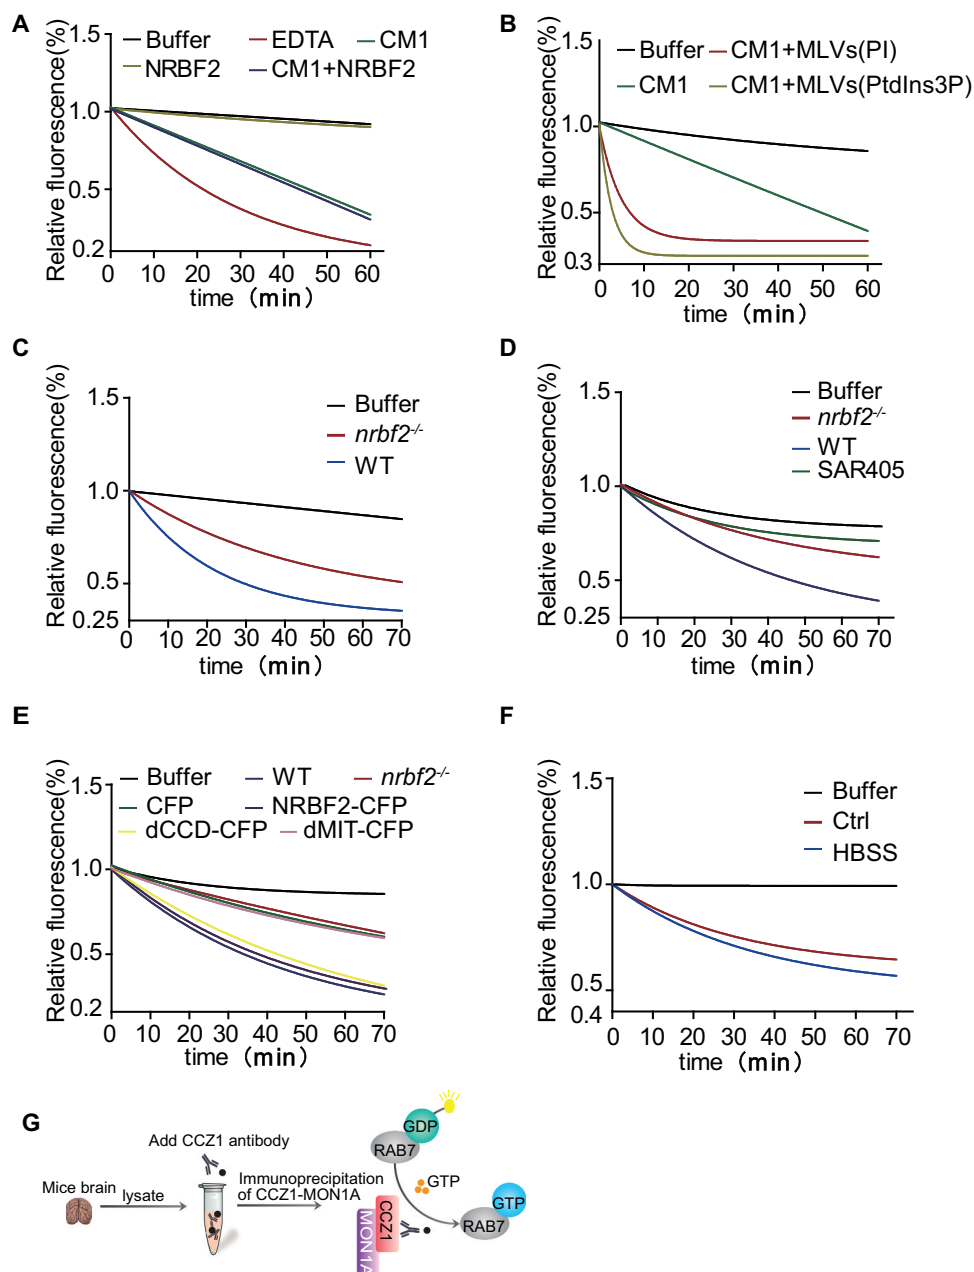 A
Buffer EDTA CM1
NRBF2 CM1+NRBF2
Relative fluorescence(%)
1.5
1.0
0.5
0.2
0 10 20 30 40 50 60
time (min)
B
Buffer CM1+MLVs(PI)
CM1 CM1+MLVs(PtdIns3P)
Relative fluorescence(%)
1.5
1.0
0.5
0.3
0 10 20 30 40 50 60
time (min)
C
Buffer
nrbf2-/-
WT
Relative fluorescence(%)
1.5
1.0
0.5
0.25
0 10 20 30 40 50 60 70
time (min)
D
Buffer
nrbf2-/-
WT
SAR405
Relative fluorescence(%)
1.5
1.0
0.5
0.25
0 10 20 30 40 50 60 70
time (min)
E
Buffer WT nrbf2-/-
CFP NRBF2-CFP
dCCD-CFP dMIT-CFP
Relative fluorescence(%)
1.5
1.0
0.5
0.2
0 10 20 30 40 50 60 70
time (min)
F
Buffer
Ctrl
HBSS
Relative fluorescence(%)
1.5
1.0
0.5
0.4
0 10 20 30 40 50 60 70
time (min)
G
Mice brain
lysate
Add CCZ1 antibody
Immunoprecipitation
of CCZ1-MON1A
GDP
RAB7
GTP
CCZ1
MON1A
GTP
RAB7